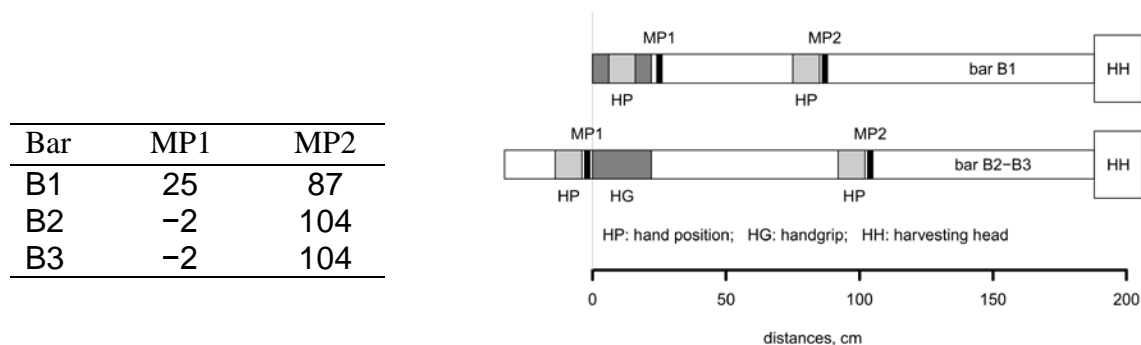 Bar MP1 MP2
B1 25 87
B2 −2 104
B3 −2 104
MP1 MP2
bar B1 HH
HP HP
MP1 MP2
bar B2−B3 HH
HP HG HP
HP: hand position; HG: handgrip; HH: harvesting head
0 50 100 150 200
distances, cm